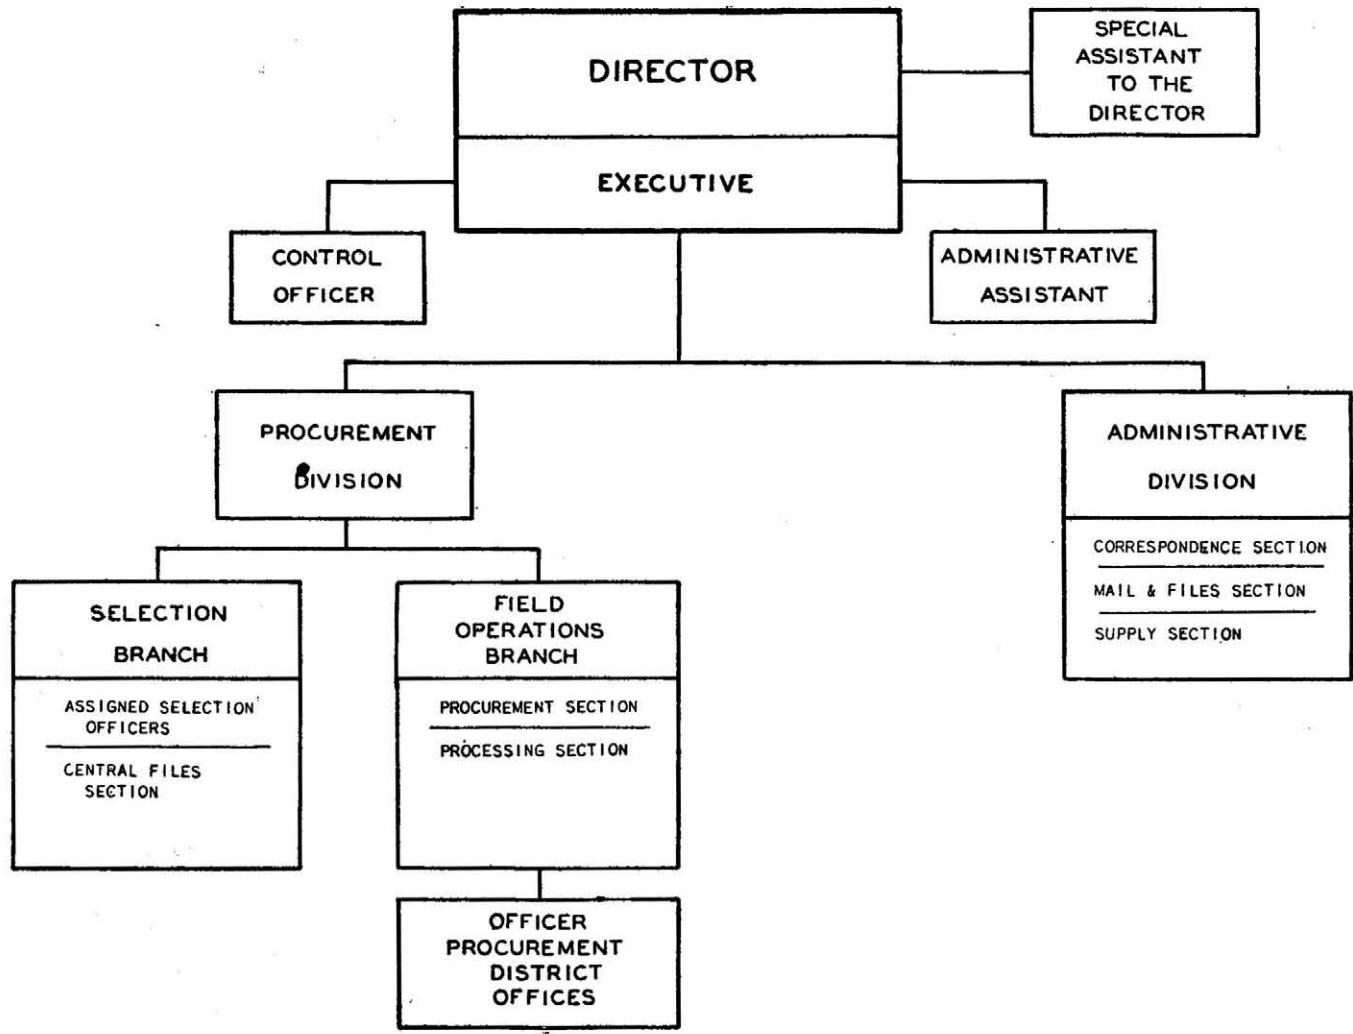 DIRECTOR
SPECIAL
ASSISTANT
TO THE
DIRECTOR
EXECUTIVE
CONTROL
OFFICER
ADMINISTRATIVE
ASSISTANT
PROCUREMENT
DIVISION
ADMINISTRATIVE
DIVISION
CORRESPONDENCE SECTION
MAIL & FILES SECTION
SUPPLY SECTION
SELECTION
BRANCH
ASSIGNED SELECTION
OFFICERS
CENTRAL FILES
SECTION
FIELD
OPERATIONS
BRANCH
PROCUREMENT SECTION
PROCESSING SECTION
OFFICER
PROCUREMENT
DISTRICT
OFFICES